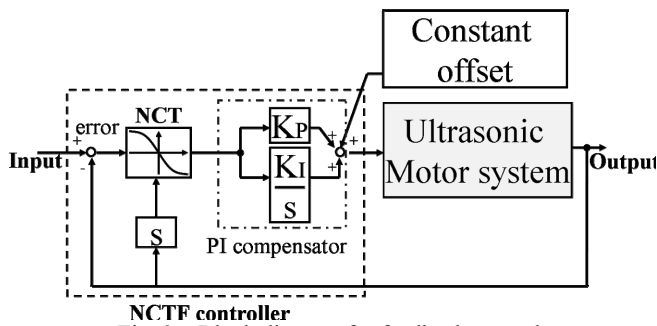 Constant
offset
NCT
error
+
Input
-
KP
KI
S
+
+
+
Ultrasonic
Motor system
Output
S
PI compensator
NCTF controller